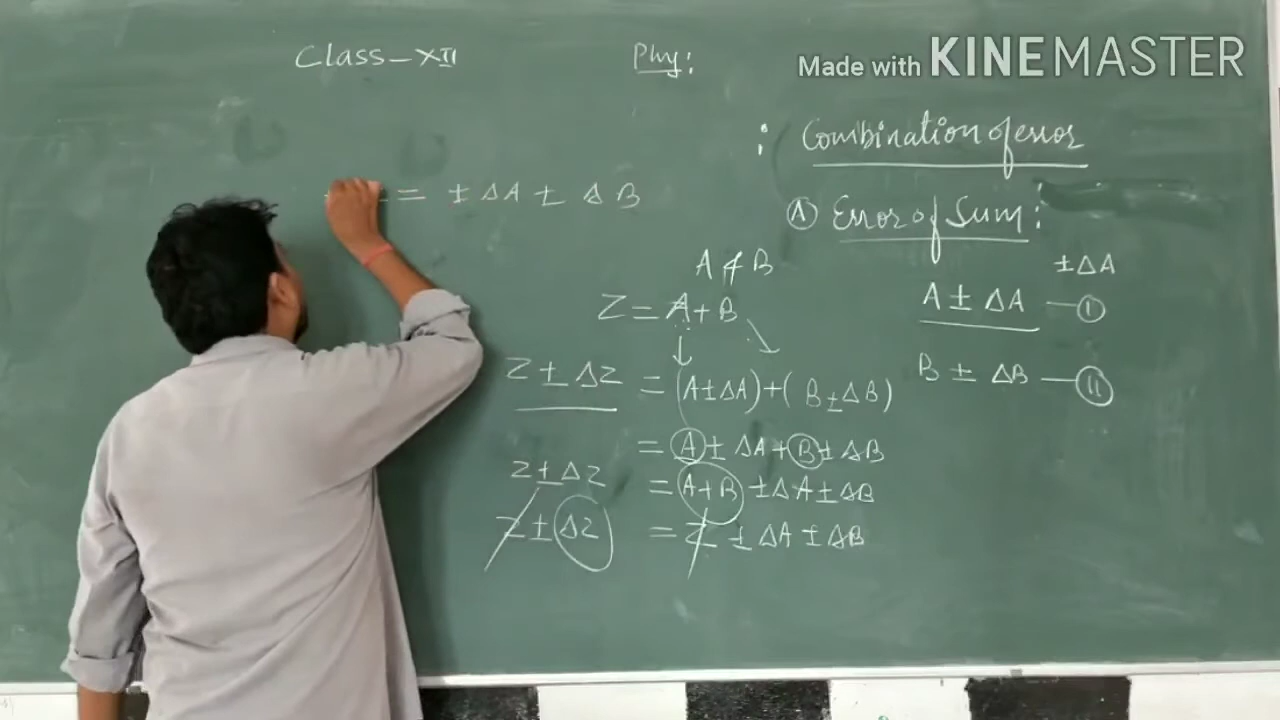 Class-XII Phy:
Made with KINEMASTER
: Combination of error
= ± ΔA ± ΔB
(A) Error of Sum:
A & B
± ΔA
Z = A + B
A ± ΔA — (I)
Z ± ΔZ = (A ± ΔA) + (B ± ΔB)
B ± ΔB — (II)
= A ± ΔA + B ± ΔB
Z ± ΔZ = A + B ± ΔA ± ΔB
Z ± ΔZ = Z ± ΔA ± ΔB